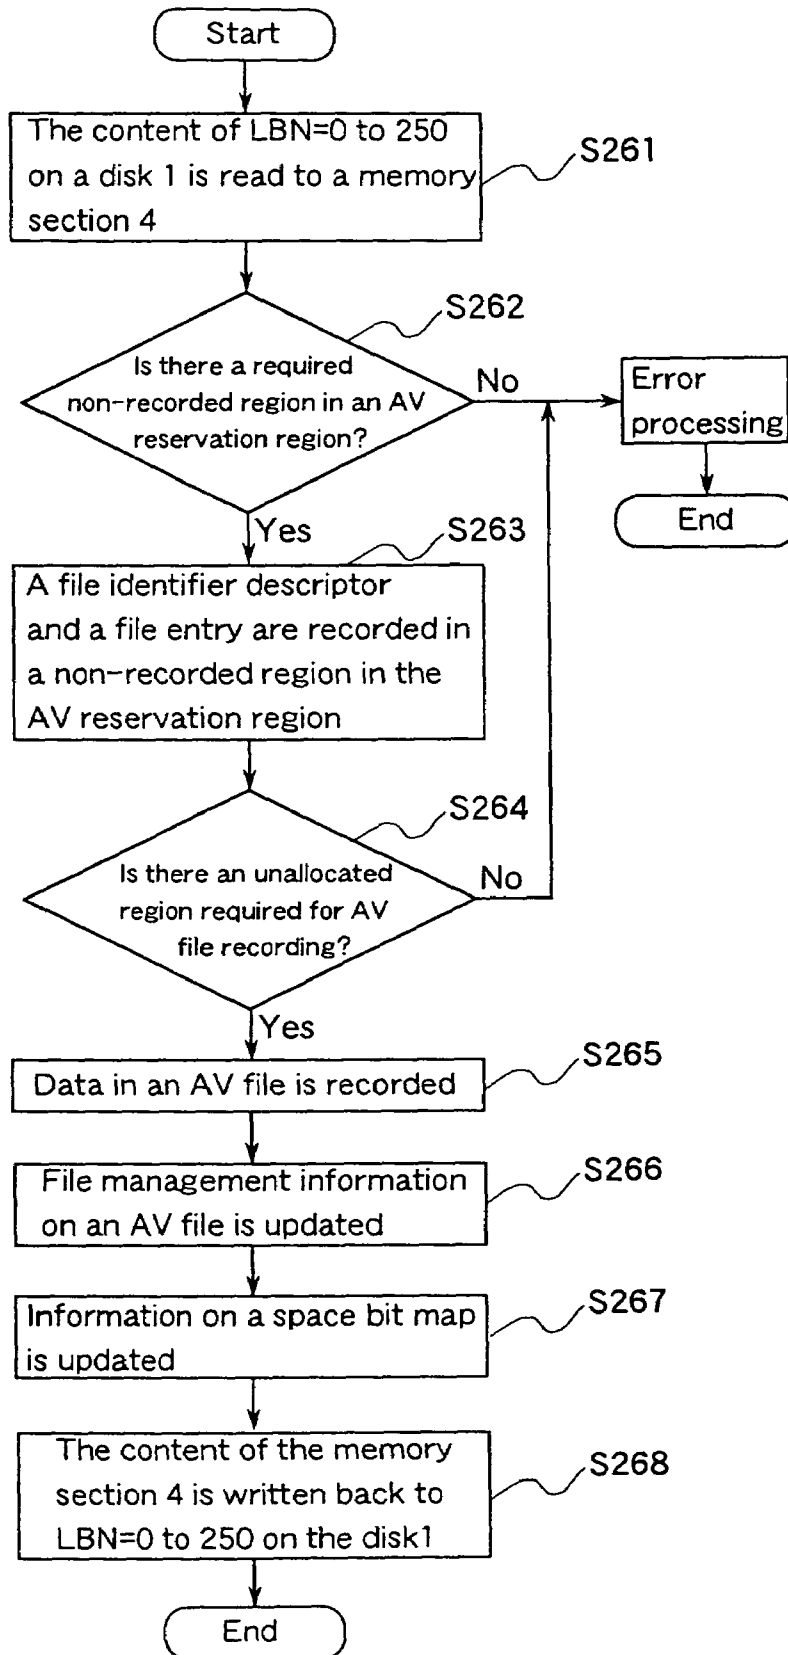 Start
The content of LBN=0 to 250
on a disk 1 is read to a memory
section 4
S261
S262
Is there a required
non-recorded region in an AV
reservation region?
No
Error
processing
End
Yes
S263
A file identifier descriptor
and a file entry are recorded in
a non-recorded region in the
AV reservation region
S264
Is there an unallocated
region required for AV
file recording?
No
Yes
S265
Data in an AV file is recorded
S266
File management information
on an AV file is updated
S267
Information on a space bit map
is updated
S268
The content of the memory
section 4 is written back to
LBN=0 to 250 on the disk1
End